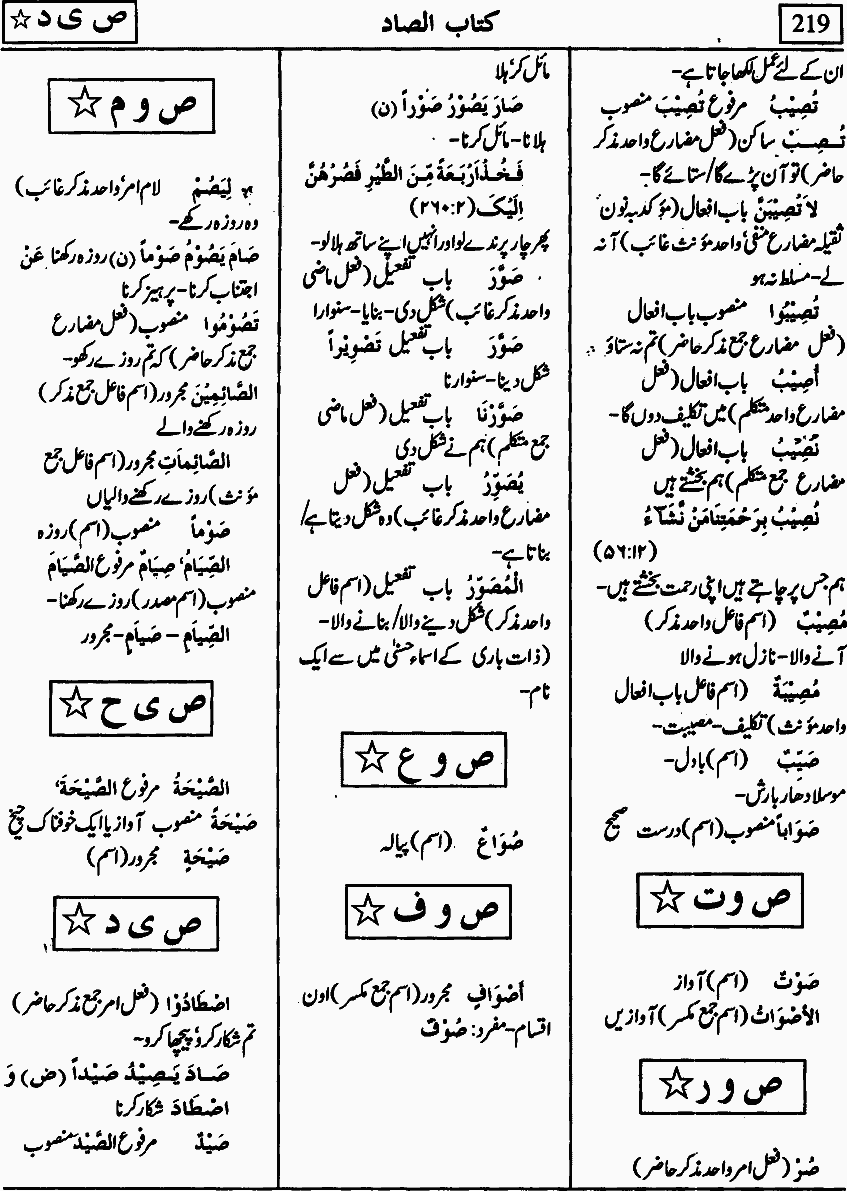 219
کتاب الصاد
ص ی د ☆
ان کے لئے عمل لکھا جاتا ہے۔
تُصِیْبُ مرفوع تُصِیْبَ منصوب
تُصِبْ ساکن (فعل مضارع واحد مذکر
حاضر) تو آن پڑے گا/ستائے گا۔
لاَ تُصِیْبَنَّ باب افعال (مؤکد بہ نون
ثقیلہ مضارع منفی واحد مؤنث غائب) آ نہ
لے۔ مسلط نہ ہو
تُصِیْبُوا منصوب باب افعال
(فعل مضارع جمع مذکر حاضر) تم نہ ستاؤ
أُصِیْبُ باب افعال (فعل
مضارع واحد متکلم) میں تکلیف دوں گا۔
نُصِیْبُ باب افعال (فعل
مضارع جمع متکلم) ہم بخشتے ہیں
نُصِیْبُ بِرَحْمَتِنَا مَنْ نَّشَآءُ
(۵۶:۱۲)
ہم جس پر چاہتے ہیں اپنی رحمت بخشتے ہیں۔
مُصِیْبٌ (اسم فاعل واحد مذکر)
آنے والا۔ نازل ہونے والا
مُصِیْبَةٌ (اسم فاعل باب افعال
واحد مؤنث) تکلیف۔ مصیبت۔
صَیِّبٌ (اسم) بادل۔
موسلا دھار بارش۔
صَوَاباً منصوب (اسم) درست صحیح
ص و ت ☆
صَوْتٌ (اسم) آواز
الأصْوَاتُ (اسم جمع مکسر) آوازیں
ص و ر ☆
صُرْ (فعل امر واحد مذکر حاضر)
مائل کر ہلا
صَارَ یَصُوْرُ صَوْراً (ن)
ہلانا۔ مائل کرنا۔
فَخُذْ اَرْبَعَةً مِّنَ الطَّیْرِ فَصُرْهُنَّ
اِلَیْکَ (۲۶۰:۲)
پھر چار پرندے لو اور انہیں اپنے ساتھ ہلا لو۔
صَوَّرَ باب تفعیل (فعل ماضی
واحد مذکر غائب) شکل دی۔ بنایا۔ سنوارا
صَوَّرَ باب تفعیل تَصْوِیْراً
شکل دینا۔ سنوارنا
صَوَّرْنَا باب تفعیل (فعل ماضی
جمع متکلم) ہم نے شکل دی
یُصَوِّرُ باب تفعیل (فعل
مضارع واحد مذکر غائب) وہ شکل دیتا ہے/
بناتا ہے۔
الْمُصَوِّرُ باب تفعیل (اسم فاعل
واحد مذکر) شکل دینے والا/بنانے والا۔
(ذات باری کے اسماء حسنیٰ میں سے ایک
نام۔
ص و ع ☆
صُوَاعٌ (اسم) پیالہ
ص و ف ☆
أصْوَافٍ مجرور (اسم جمع مکسر) اون
اقسام۔ مفرد: صُوْفٌ
ص و م ☆
لِیَصُمْ لام امر واحد مذکر غائب)
وہ روزہ رکھے۔
صَامَ یَصُوْمُ صَوْماً (ن) روزہ رکھنا عَنْ
اجتناب کرنا۔ پرہیز کرنا
تَصُوْمُوا منصوب (فعل مضارع
جمع مذکر حاضر) کہ تم روزے رکھو۔
الصَّائِمِیْنَ مجرور (اسم فاعل جمع مذکر)
روزہ رکھنے والے
الصَّائِمَاتِ مجرور (اسم فاعل جمع
مؤنث) روزے رکھنے والیاں
صَوْماً منصوب (اسم) روزہ
الصِّیَامُ، صِیَامٌ مرفوع الصِّیَامَ
منصوب (اسم مصدر) روزے رکھنا۔
الصِّیَامِ – صِیَامٍ – مجرور
ص ی ح ☆
الصَّیْحَةُ مرفوع الصَّیْحَةَ،
صَیْحَةً منصوب آواز یا ایک خوفناک چیخ
صَیْحَةٍ مجرور (اسم)
ص ی د ☆
اصْطَادُوْا (فعل امر جمع مذکر حاضر)
تم شکار کرو/ پیچھا کرو۔
صَادَ یَصِیْدُ صَیْداً (ض) وَ
اصْطَادَ شکار کرنا
صَیْدٌ مرفوع الصَّیْدَ منصوب